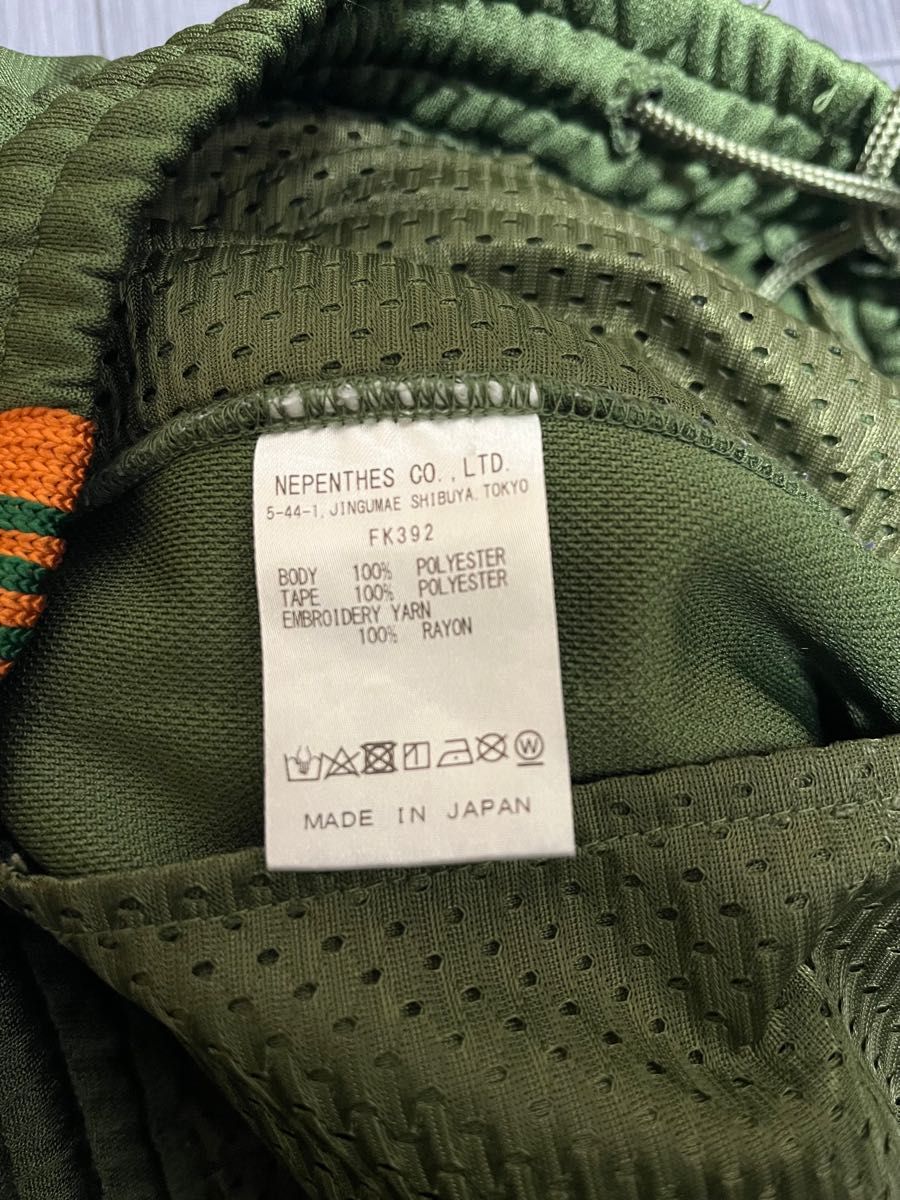 NEPENTHES CO., LTD.
5-44-1, JINGUMAE SHIBUYA, TOKYO
FK392
BODY 100% POLYESTER
TAPE 100% POLYESTER
EMBROIDERY YARN
100% RAYON
W
MADE IN JAPAN